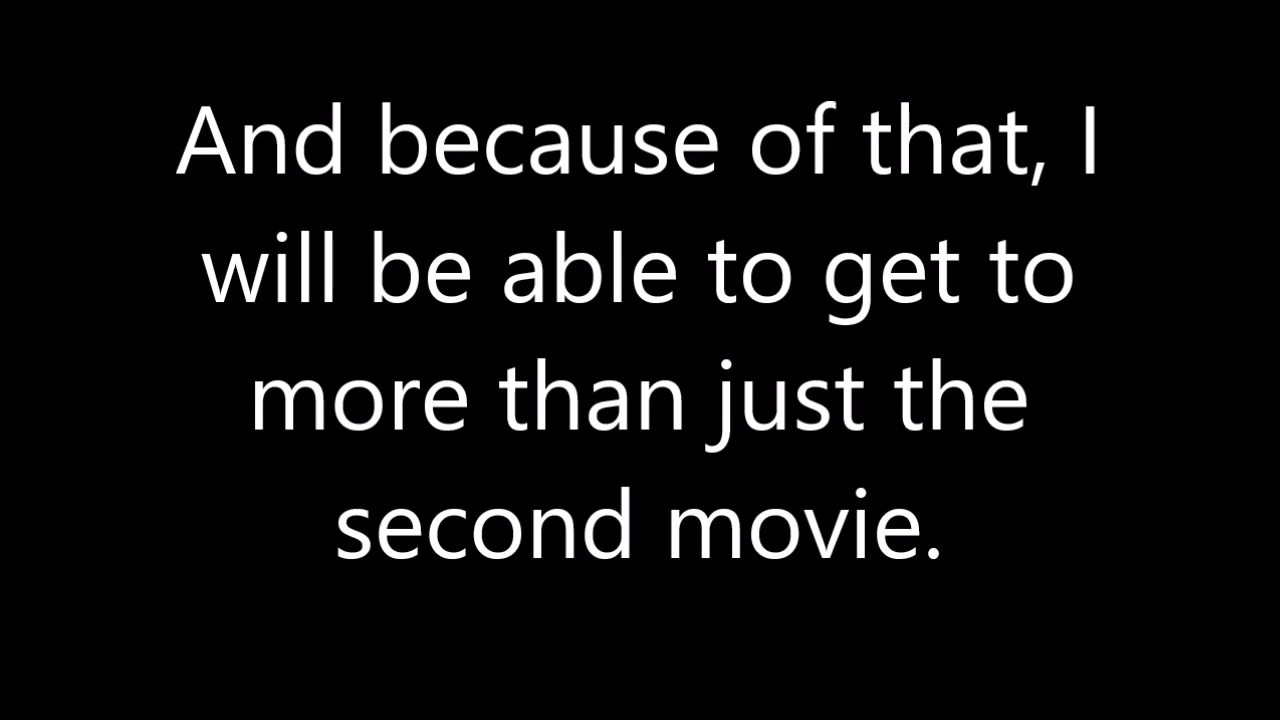 And because of that, I
will be able to get to
more than just the
second movie.